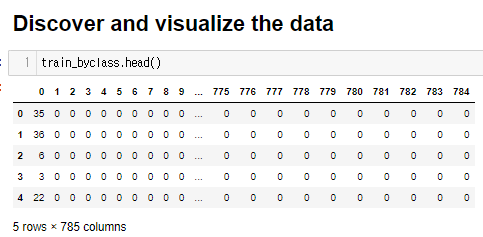 Discover and visualize the data
1 train_byclass.head()
0 1 2 3 4 5 6 7 8 9 ... 775 776 777 778 779 780 781 782 783 784
0 35 0 0 0 0 0 0 0 0 0 ... 0 0 0 0 0 0 0 0 0 0
1 36 0 0 0 0 0 0 0 0 0 ... 0 0 0 0 0 0 0 0 0 0
2 6 0 0 0 0 0 0 0 0 0 ... 0 0 0 0 0 0 0 0 0 0
3 3 0 0 0 0 0 0 0 0 0 ... 0 0 0 0 0 0 0 0 0 0
4 22 0 0 0 0 0 0 0 0 0 ... 0 0 0 0 0 0 0 0 0 0
5 rows × 785 columns